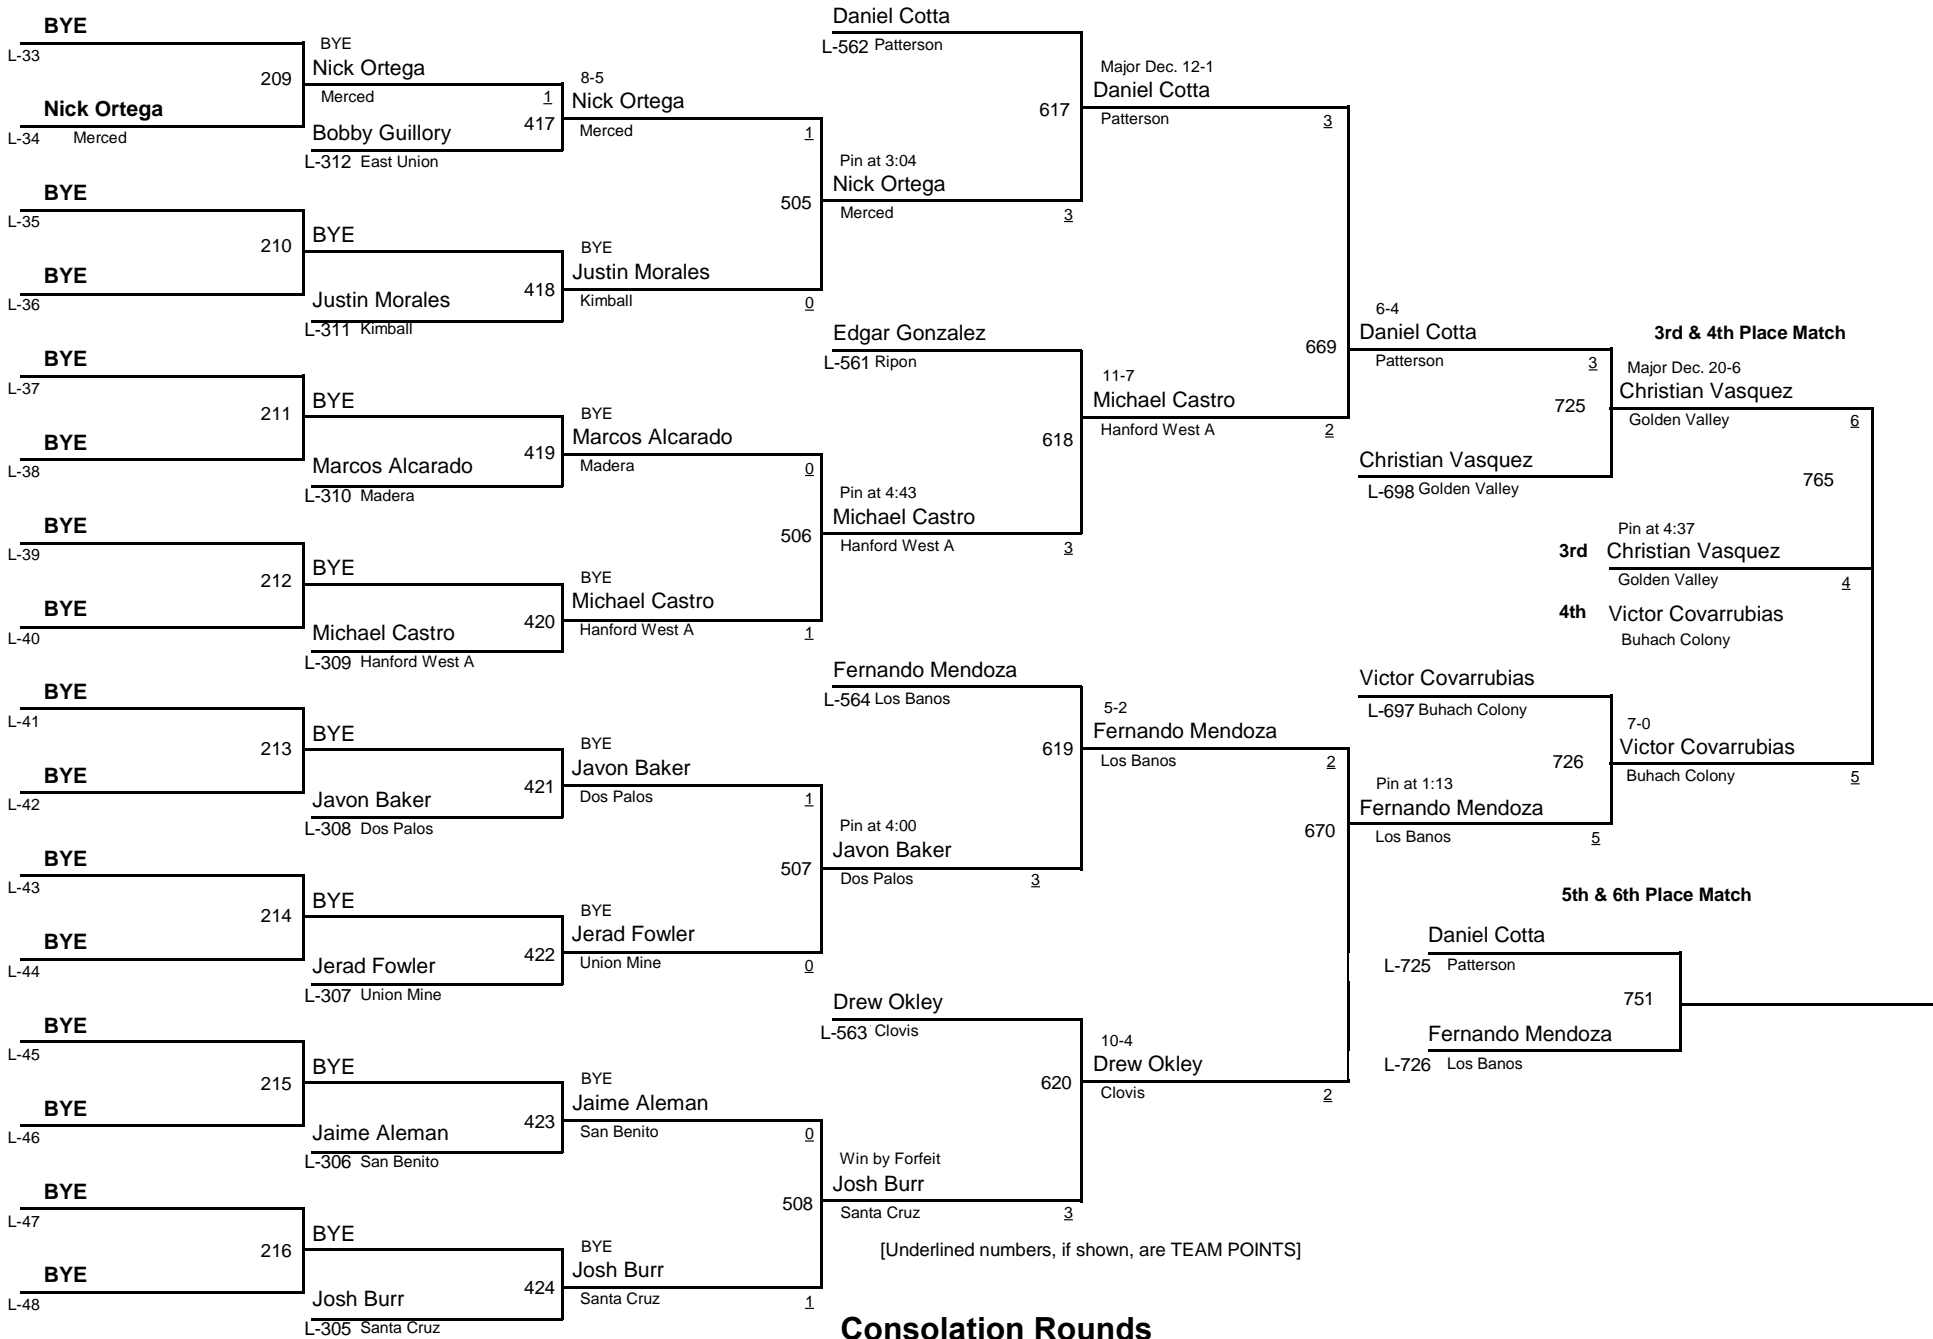 BYE
L-33
209
Nick Ortega
L-34 Merced
BYE
L-35
210
BYE
L-36
BYE
L-37
211
BYE
L-38
BYE
L-39
212
BYE
L-40
BYE
L-41
213
BYE
L-42
BYE
L-43
214
BYE
L-44
BYE
L-45
215
BYE
L-46
BYE
L-47
216
BYE
L-48
BYE
Nick Ortega
Merced 1
417
Bobby Guillory
L-312 East Union
BYE
418
Justin Morales
L-311 Kimball
BYE
419
Marcos Alcarado
L-310 Madera
BYE
420
Michael Castro
L-309 Hanford West A
BYE
421
Javon Baker
L-308 Dos Palos
BYE
422
Jerad Fowler
L-307 Union Mine
BYE
423
Jaime Aleman
L-306 San Benito
BYE
424
Josh Burr
L-305 Santa Cruz
8-5
Nick Ortega
Merced 1
505
BYE
Justin Morales
Kimball 0
BYE
Marcos Alcarado
Madera 0
506
BYE
Michael Castro
Hanford West A 1
BYE
Javon Baker
Dos Palos 1
507
BYE
Jerad Fowler
Union Mine 0
BYE
Jaime Aleman
San Benito 0
508
BYE
Josh Burr
Santa Cruz 1
Daniel Cotta
L-562 Patterson
617
Pin at 3:04
Nick Ortega
Merced 3
Edgar Gonzalez
L-561 Ripon
618
Pin at 4:43
Michael Castro
Hanford West A 3
Fernando Mendoza
L-564 Los Banos
619
Pin at 4:00
Javon Baker
Dos Palos 3
Drew Okley
L-563 Clovis
620
Win by Forfeit
Josh Burr
Santa Cruz 3
Major Dec. 12-1
Daniel Cotta
Patterson 3
669
11-7
Michael Castro
Hanford West A 2
5-2
Fernando Mendoza
Los Banos 2
670
10-4
Drew Okley
Clovis 2
6-4
Daniel Cotta
Patterson 3
725
Christian Vasquez
L-698 Golden Valley
Victor Covarrubias
L-697 Buhach Colony
726
Pin at 1:13
Fernando Mendoza
Los Banos 5
3rd & 4th Place Match
Major Dec. 20-6
Christian Vasquez
Golden Valley 6
765
Pin at 4:37
3rd Christian Vasquez
Golden Valley 4
4th Victor Covarrubias
Buhach Colony
7-0
Victor Covarrubias
Buhach Colony 5
5th & 6th Place Match
Daniel Cotta
L-725 Patterson
751
Fernando Mendoza
L-726 Los Banos
[Underlined numbers, if shown, are TEAM POINTS]
Consolation Rounds